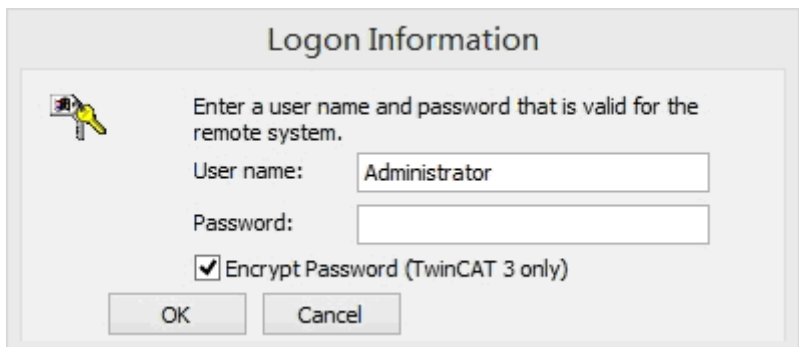 Logon Information
Enter a user name and password that is valid for the
remote system.
User name: Administrator
Password:
Encrypt Password (TwinCAT 3 only)
OK Cancel